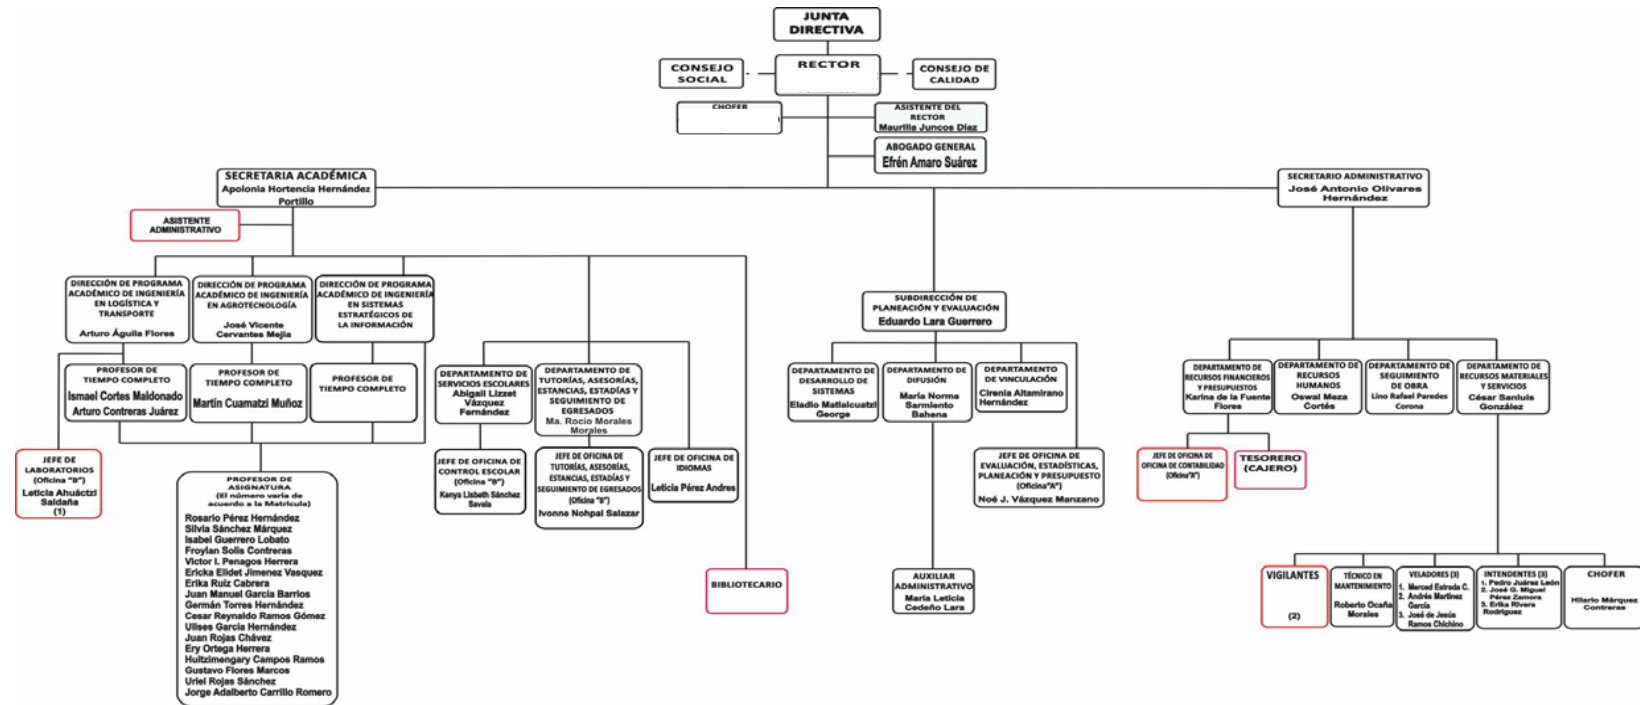 JUNTA
DIRECTIVA
CONSEJO
SOCIAL
RECTOR
CONSEJO DE
CALIDAD
CHOFER
ASISTENTE DEL
RECTOR
Maurilia Juncos Díaz
ABOGADO GENERAL
Efrén Amaro Suárez
SECRETARIA ACADÉMICA
Apolonia Hortencia Hernández
Portillo
SECRETARIO ADMINISTRATIVO
José Antonio Olivares
Hernández
ASISTENTE
ADMINISTRATIVO
DIRECCIÓN DE PROGRAMA
ACADÉMICO DE INGENIERÍA
EN LOGÍSTICA Y
TRANSPORTE
Arturo Águila Flores
DIRECCIÓN DE PROGRAMA
ACADÉMICO DE INGENIERÍA
EN AGROTECNOLOGÍA
José Vicente
Cervantes Mejía
DIRECCIÓN DE PROGRAMA
ACADÉMICO DE INGENIERÍA
EN SISTEMAS
ESTRATÉGICOS DE
LA INFORMACIÓN
SUBDIRECCIÓN DE
PLANEACIÓN Y EVALUACIÓN
Eduardo Lara Guerrero
PROFESOR DE
TIEMPO COMPLETO
Ismael Cortes Maldonado
Arturo Contreras Juárez
PROFESOR DE
TIEMPO COMPLETO
Martín Cuamatzi Muñoz
PROFESOR DE
TIEMPO COMPLETO
DEPARTAMENTO DE
SERVICIOS ESCOLARES
Abigail Lizzet
Vázquez
Fernández
DEPARTAMENTO DE
TUTORÍAS, ASESORÍAS,
ESTANCIAS, ESTADÍAS Y
SEGUIMIENTO DE
EGRESADOS
Ma. Rocio Morales
Morales
DEPARTAMENTO DE
DESARROLLO DE
SISTEMAS
Eladio Matlalcuatzi
George
DEPARTAMENTO DE
DIFUSIÓN
María Norma
Sarmiento
Bahena
DEPARTAMENTO
DE VINCULACIÓN
Cirenia Altamirano
Hernández
DEPARTAMENTO DE
RECURSOS FINANCIEROS
Y PRESUPUESTOS
Karina de la Fuente
Flores
DEPARTAMENTO DE
RECURSOS
HUMANOS
Oswal Meza
Cortés
DEPARTAMENTO DE
SEGUIMIENTO
DE OBRA
Lino Rafael Paredes
Corona
DEPARTAMENTO DE
RECURSOS MATERIALES
Y SERVICIOS
César Sanluis
González
JEFE DE
LABORATORIOS
(Oficina "B")
Leticia Ahuáctzi
Saldaña
(1)
PROFESOR DE
ASIGNATURA
(El número varía de
acuerdo a la Matricula)
Rosario Pérez Hernández
Silvia Sánchez Márquez
Isabel Guerrero Lobato
Froylan Solís Contreras
Victor I. Penagos Herrera
Ericka Elidet Jimenez Vasquez
Erika Ruíz Cabrera
Juan Manuel García Barrios
Germán Torres Hernández
Cesar Reynaldo Ramos Gómez
Ulises García Hernández
Juan Rojas Chávez
Ery Ortega Herrera
Huitzimengary Campos Ramos
Gustavo Flores Marcos
Uriel Rojas Sánchez
Jorge Adalberto Carrillo Romero
JEFE DE OFICINA DE
CONTROL ESCOLAR
(Oficina "B")
Kenya Lisbeth Sánchez
Savala
JEFE DE OFICINA DE
TUTORÍAS, ASESORÍAS,
ESTANCIAS, ESTADÍAS Y
SEGUIMIENTO DE EGRESADOS
(Oficina "B")
Ivonne Nohpal Salazar
JEFE DE OFICINA DE
IDIOMAS
Leticia Pérez Andres
JEFE DE OFICINA DE
EVALUACIÓN, ESTADÍSTICAS,
PLANEACIÓN Y PRESUPUESTO
(Oficina"A")
Noé J. Vázquez Manzano
JEFE DE OFICINA DE
OFICINA DE CONTABILIDAD
(Oficina"A")
TESORERO
(CAJERO)
BIBLIOTECARIO
AUXILIAR
ADMINISTRATIVO
María Leticia
Cedeño Lara
VIGILANTES
(2)
TÉCNICO EN
MANTENIMIENTO
Roberto Ocaña
Morales
VELADORES (3)
1. Merced Estrada C.
2. Andrés Martinez
García
3. José de Jesús
Ramos Chichino
INTENDENTES (3)
1. Pedro Juárez León
2. José G. Miguel
Pérez Zamora
3. Erika Rivera
Rodriguez
CHOFER
Hilario Márquez
Contreras